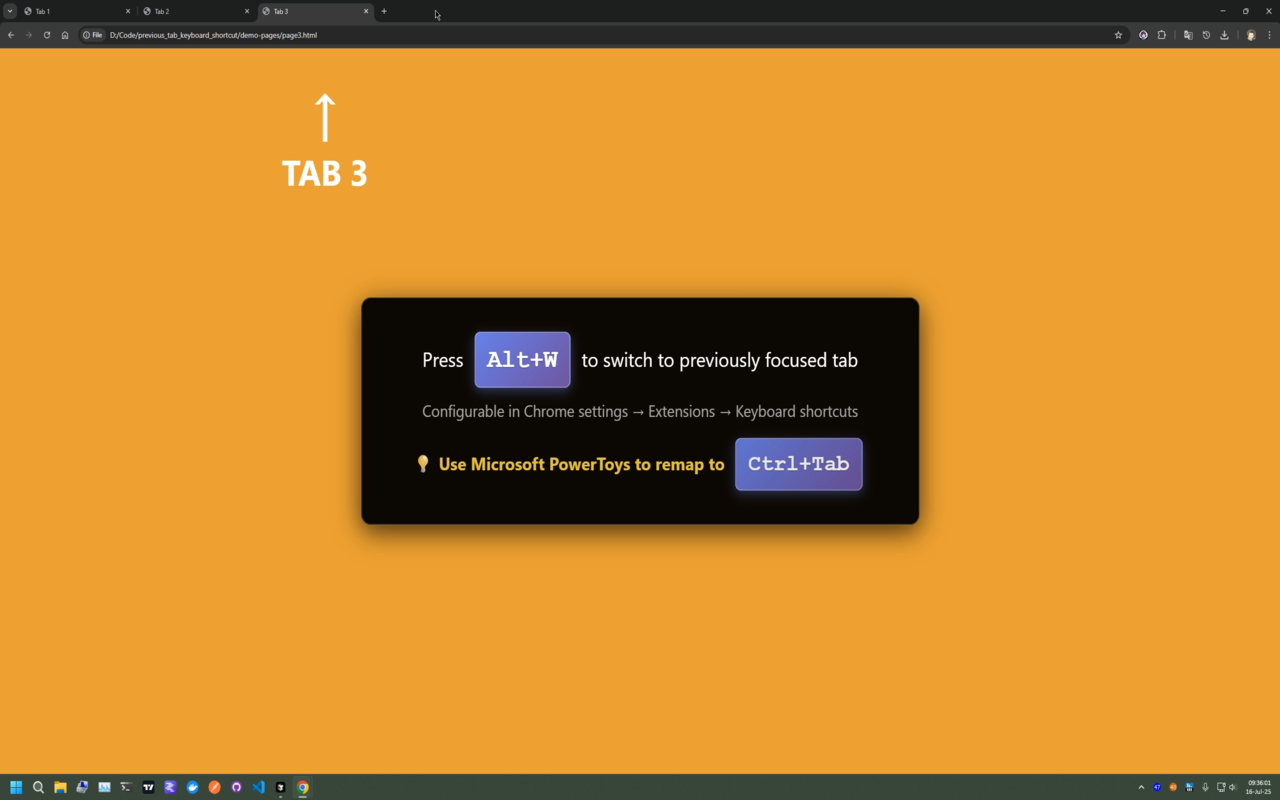 Tab 1
Tab 2
Tab 3
File
D:/Code/previous_tab_keyboard_shortcut/demo-pages/page3.html
↑
TAB 3
Press Alt+W to switch to previously focused tab
Configurable in Chrome settings → Extensions → Keyboard shortcuts
💡 Use Microsoft PowerToys to remap to Ctrl+Tab
47
09:36:01
16-Jul-25